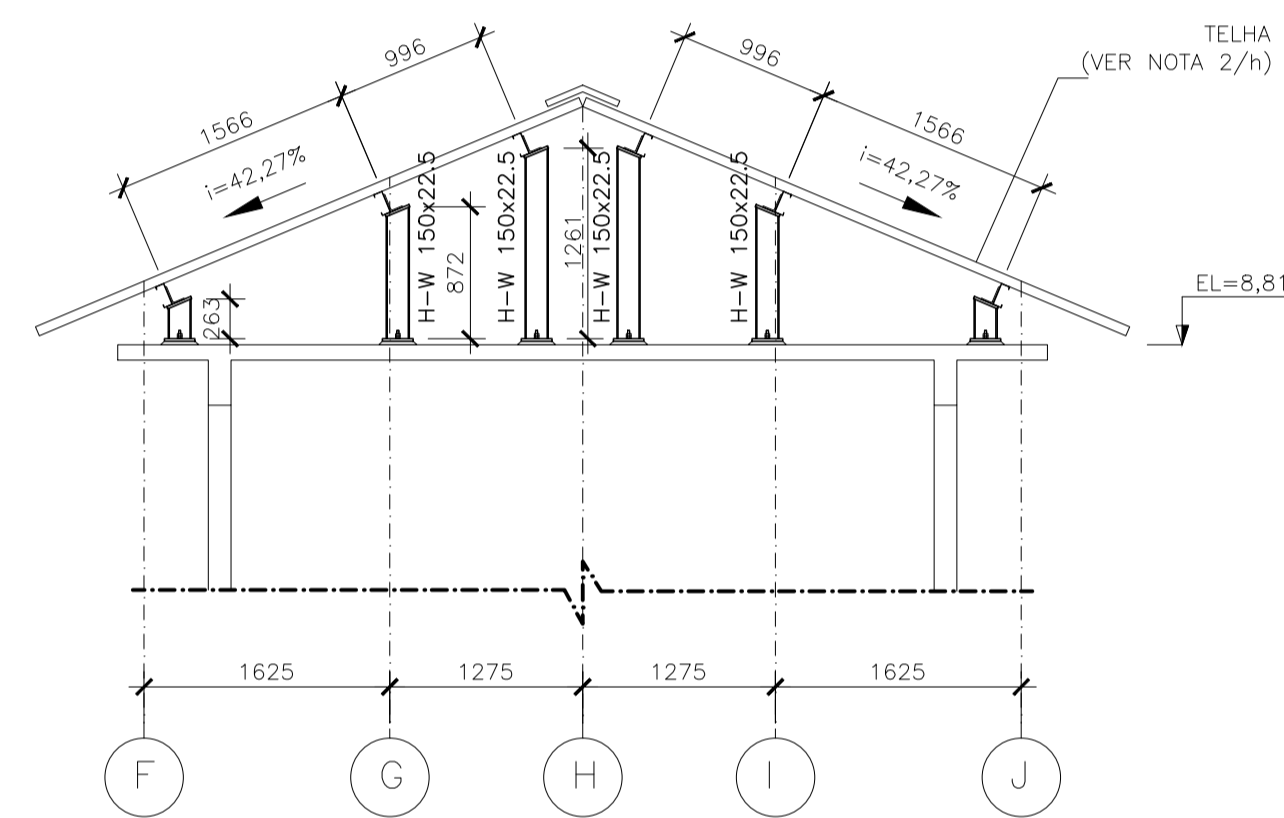 TELHA
(VER NOTA 2/h)
996
996
1566
1566
i=42,27%
i=42,27%
H-W 150x22.5
H-W 150x22.5
H-W 150x22.5
H-W 150x22.5
263
872
1261
EL=8,81
1625
1275
1275
1625
F
G
H
I
J